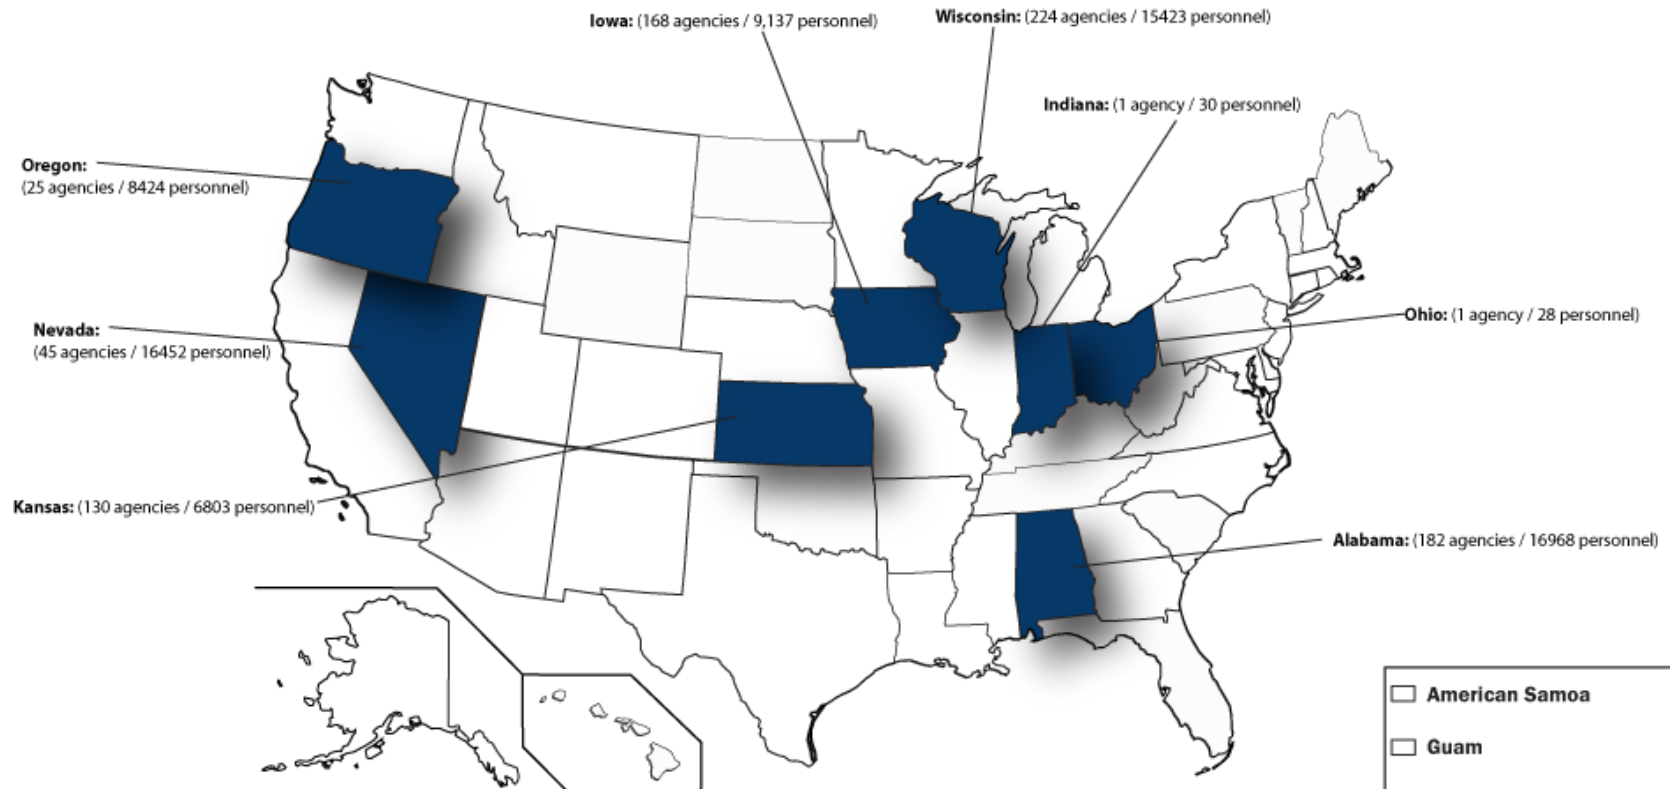 Iowa: (168 agencies / 9,137 personnel)
Wisconsin: (224 agencies / 15423 personnel)
Indiana: (1 agency / 30 personnel)
Oregon:
(25 agencies / 8424 personnel)
Ohio: (1 agency / 28 personnel)
Nevada:
(45 agencies / 16452 personnel)
Kansas: (130 agencies / 6803 personnel)
Alabama: (182 agencies / 16968 personnel)
American Samoa
Guam